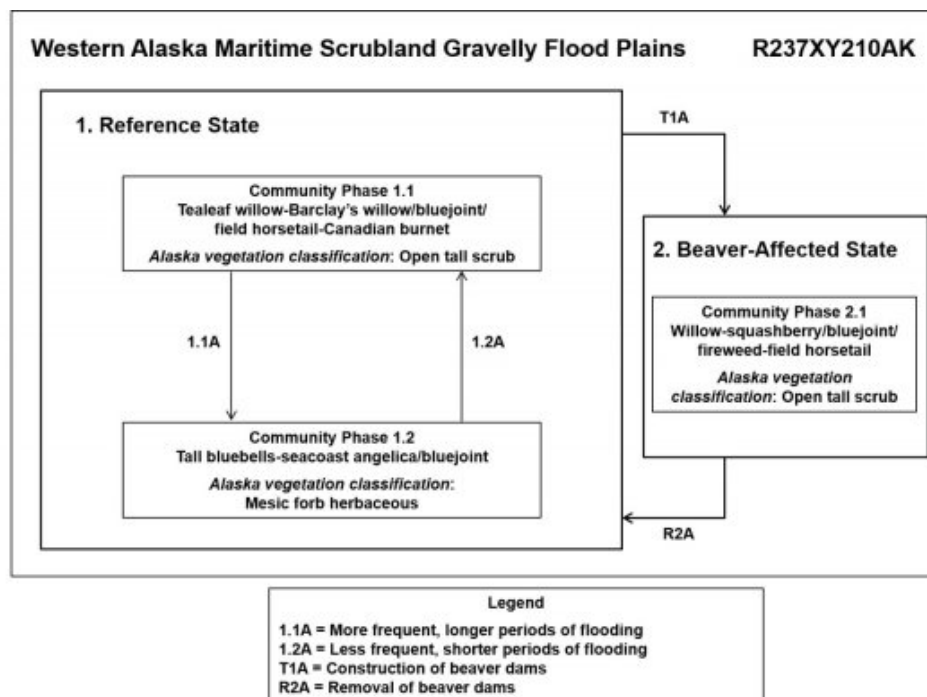 Western Alaska Maritime Scrubland Gravelly Flood Plains R237XY210AK
1. Reference State
T1A
Community Phase 1.1
Tealeaf willow-Barclay's willow/bluejoint/
field horsetail-Canadian burnet
Alaska vegetation classification: Open tall scrub
1.1A
1.2A
Community Phase 1.2
Tall bluebells-seacoast angelica/bluejoint
Alaska vegetation classification:
Mesic forb herbaceous
2. Beaver-Affected State
Community Phase 2.1
Willow-squashberry/bluejoint/
fireweed-field horsetail
Alaska vegetation
classification: Open tall scrub
R2A
Legend
1.1A = More frequent, longer periods of flooding
1.2A = Less frequent, shorter periods of flooding
T1A = Construction of beaver dams
R2A = Removal of beaver dams